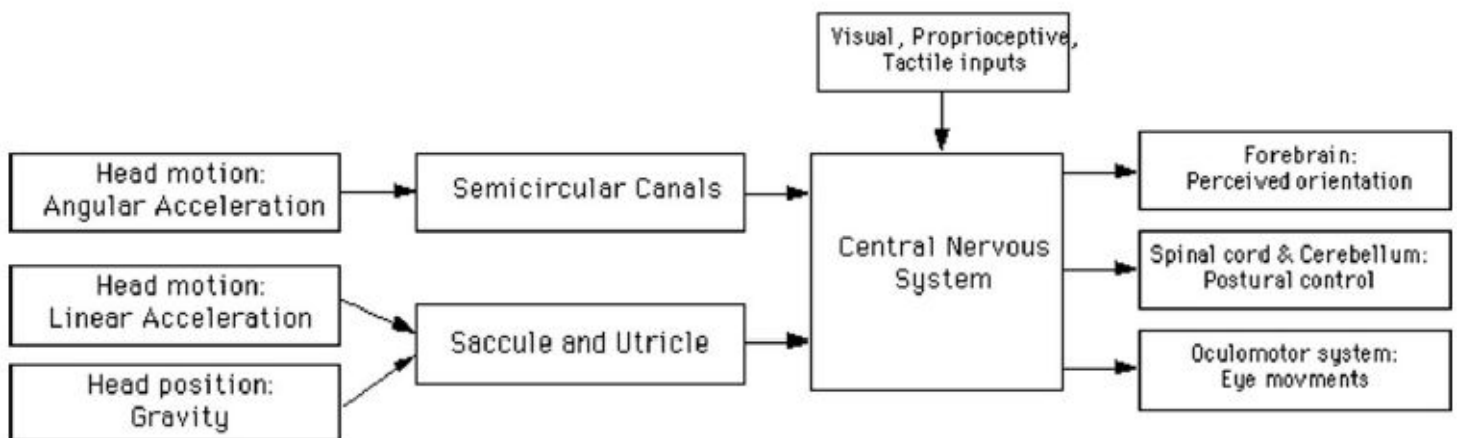 Visual, Proprioceptive,
Tactile inputs
Head motion:
Angular Acceleration
Semicircular Canals
Head motion:
Linear Acceleration
Head position:
Gravity
Saccule and Utricle
Central Nervous
System
Forebrain:
Perceived orientation
Spinal cord & Cerebellum:
Postural control
Oculomotor system:
Eye movments